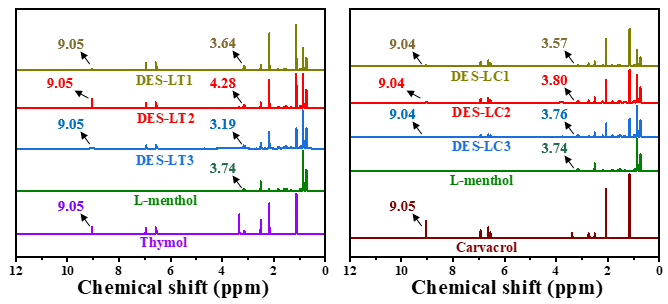 9.05 3.64
DES-LT1
9.05 4.28
DES-LT2
9.05 3.19
DES-LT3
3.74
L-menthol
9.05
Thymol
12 10 8 6 4 2 0
Chemical shift (ppm)
9.04 3.57
DES-LC1
9.04 3.80
DES-LC2
9.04 3.76
DES-LC3
3.74
L-menthol
9.05
Carvacrol
12 10 8 6 4 2 0
Chemical shift (ppm)